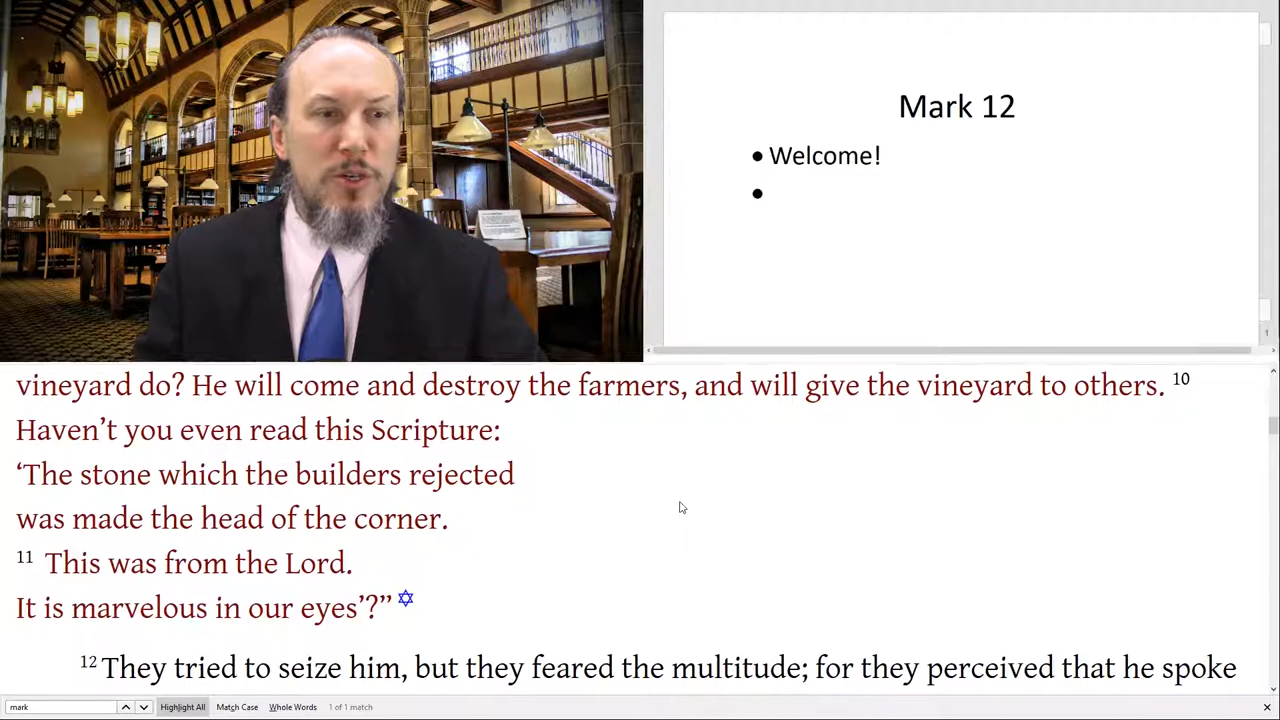 Mark 12
• Welcome!
•
1
vineyard do? He will come and destroy the farmers, and will give the vineyard to others. 10
Haven’t you even read this Scripture:
‘The stone which the builders rejected
was made the head of the corner.
11 This was from the Lord.
It is marvelous in our eyes’?” ✡
12 They tried to seize him, but they feared the multitude; for they perceived that he spoke
mark Highlight All Match Case Whole Words 1 of 1 match